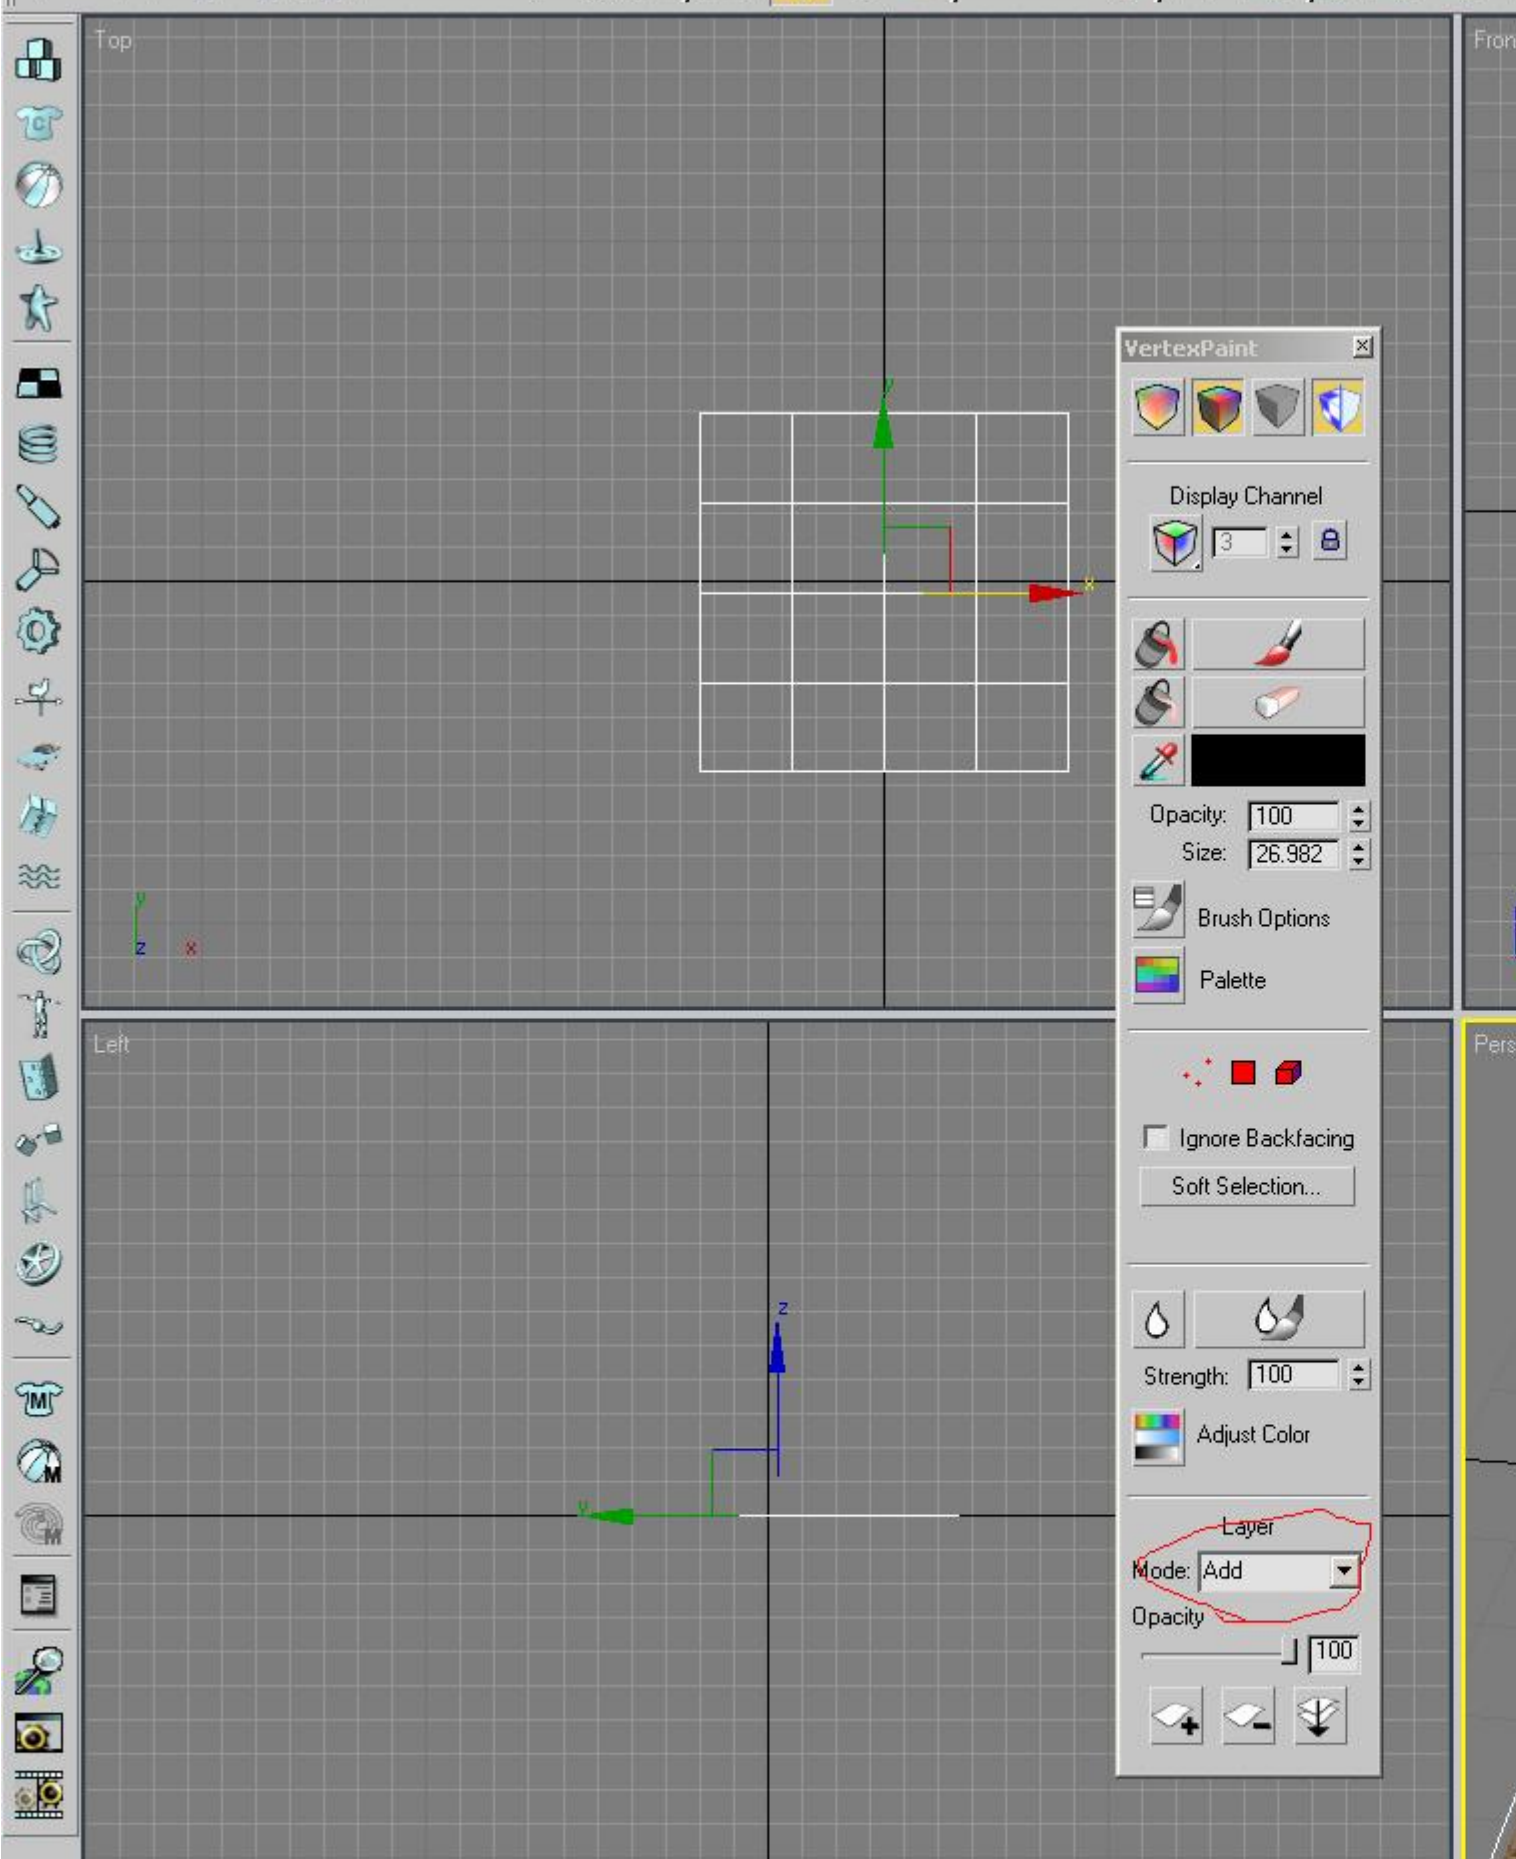 Top
Fron
y
x
y
z x
VertexPaint
Display Channel
3
Opacity: 100
Size: 26.982
Brush Options
Palette
Left
Pers
Ignore Backfacing
Soft Selection...
z
y
Strength: 100
Adjust Color
Layer
Mode: Add
Opacity
100
C
M
M
M